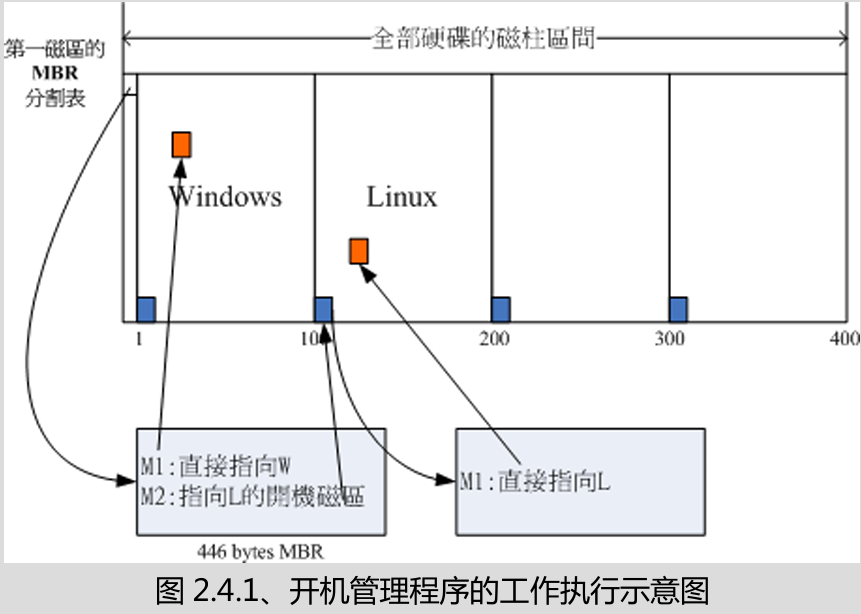 全部硬碟的磁柱區間
第一磁區的
MBR
分割表
Windows
Linux
1
100
200
300
400
M1:直接指向W
M2:指向L的開機磁區
M1:直接指向L
446 bytes MBR
图 2.4.1、开机管理程序的工作执行示意图